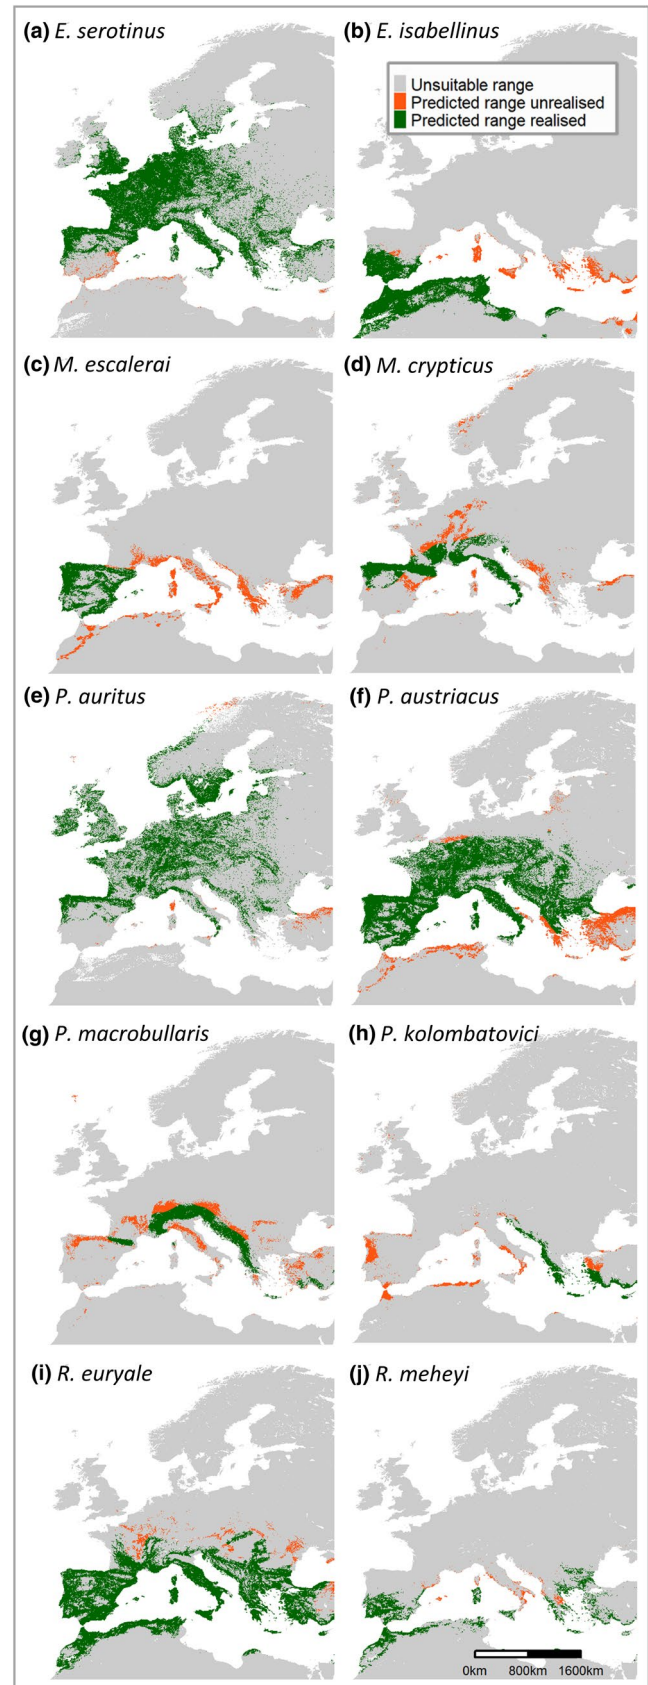 (a) E. serotinus
(b) E. isabellinus
Unsuitable range
Predicted range unrealised
Predicted range realised
(c) M. escalerai
(d) M. crypticus
(e) P. auritus
(f) P. austriacus
(g) P. macrobullaris
(h) P. kolombatovici
(i) R. euryale
(j) R. meheyi
0km 800km 1600km